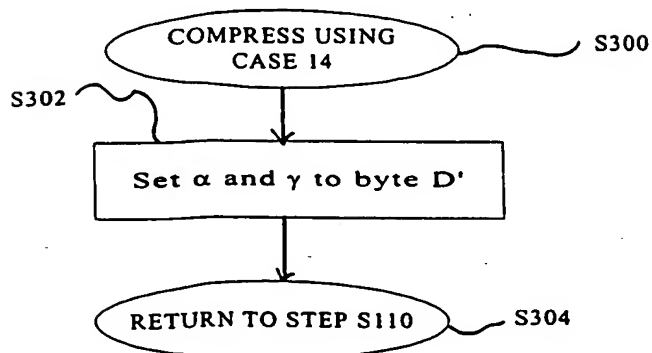 COMPRESS USING
CASE 14
S300
S302
Set α and γ to byte D'
RETURN TO STEP S110
S304